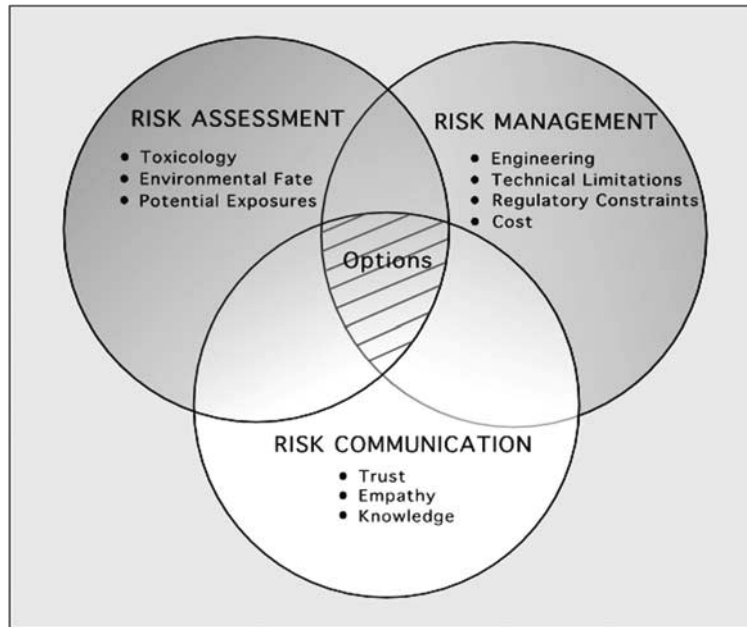 RISK ASSESSMENT
• Toxicology
• Environmental Fate
• Potential Exposures
RISK MANAGEMENT
• Engineering
• Technical Limitations
• Regulatory Constraints
• Cost
Options
RISK COMMUNICATION
• Trust
• Empathy
• Knowledge